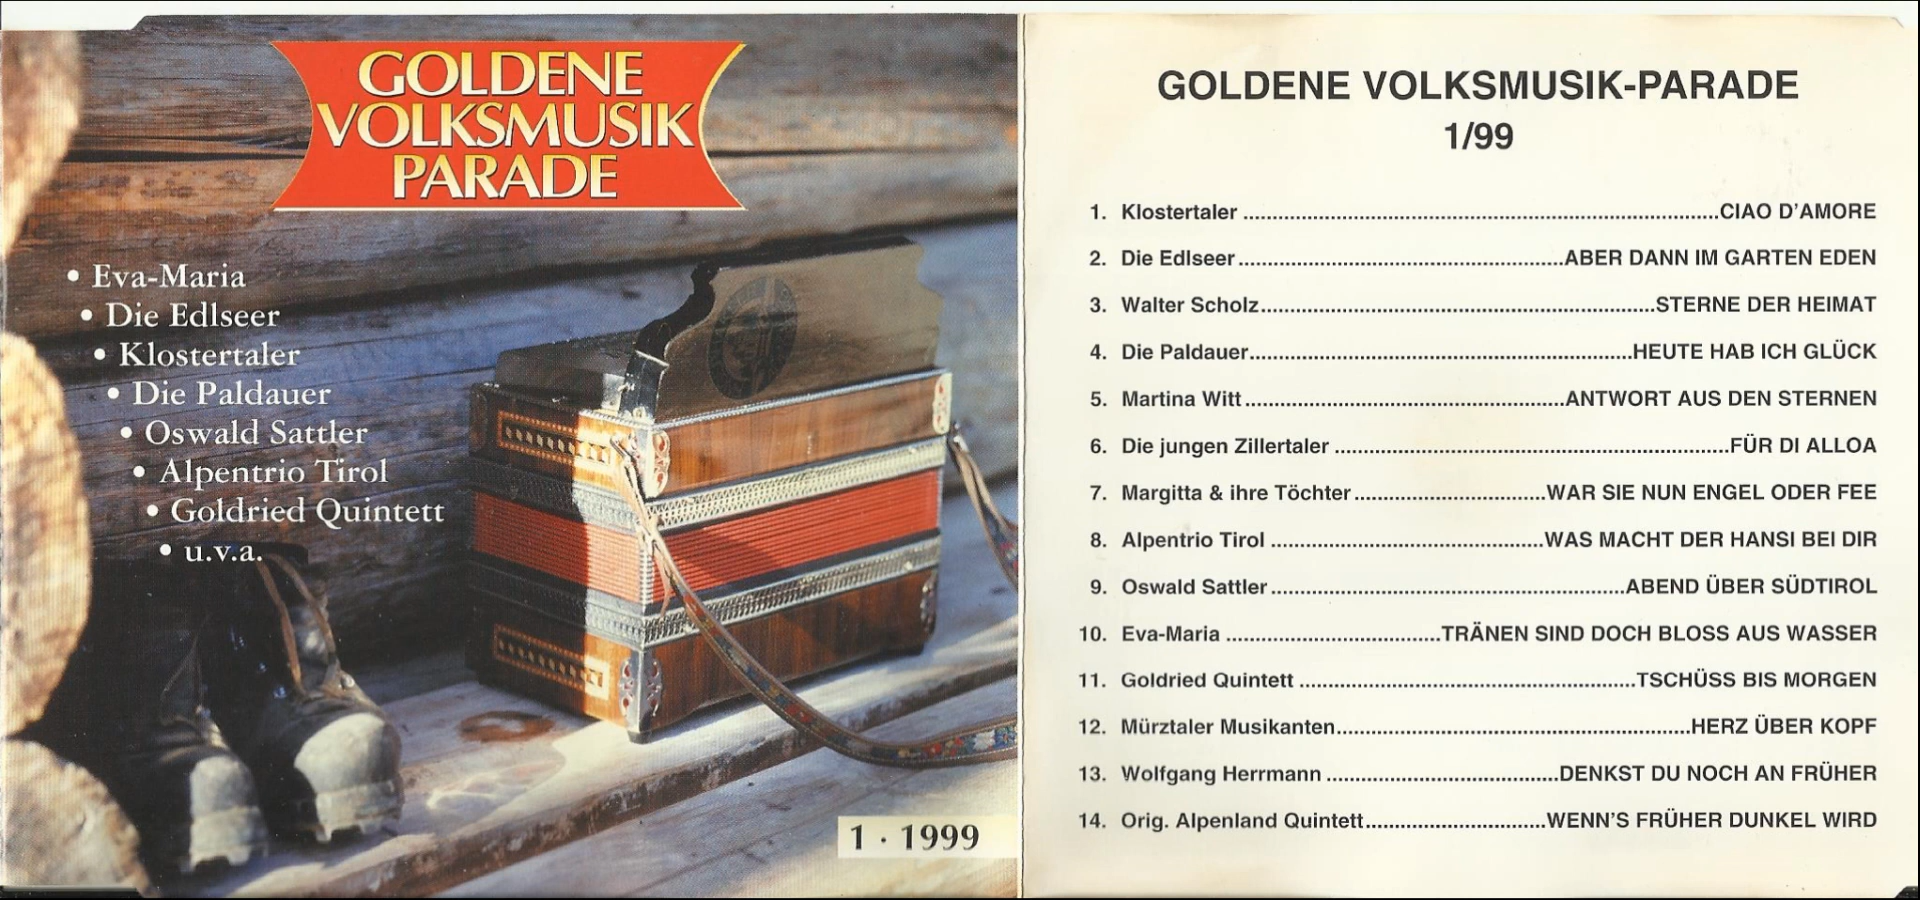 GOLDENE
VOLKSMUSIK
PARADE
• Eva-Maria
• Die Edlseer
• Klostertaler
• Die Paldauer
• Oswald Sattler
• Alpentrio Tirol
• Goldried Quintett
• u.v.a.
1 · 1999
GOLDENE VOLKSMUSIK-PARADE
1/99
1. Klostertaler ........ CIAO D'AMORE
2. Die Edlseer ........ ABER DANN IM GARTEN EDEN
3. Walter Scholz ........ STERNE DER HEIMAT
4. Die Paldauer ........ HEUTE HAB ICH GLÜCK
5. Martina Witt ........ ANTWORT AUS DEN STERNEN
6. Die jungen Zillertaler ........ FÜR DI ALLOA
7. Margitta & ihre Töchter ........ WAR SIE NUN ENGEL ODER FEE
8. Alpentrio Tirol ........ WAS MACHT DER HANSI BEI DIR
9. Oswald Sattler ........ ABEND ÜBER SÜDTIROL
10. Eva-Maria ........ TRÄNEN SIND DOCH BLOSS AUS WASSER
11. Goldried Quintett ........ TSCHÜSS BIS MORGEN
12. Mürztaler Musikanten ........ HERZ ÜBER KOPF
13. Wolfgang Herrmann ........ DENKST DU NOCH AN FRÜHER
14. Orig. Alpenland Quintett ........ WENN'S FRÜHER DUNKEL WIRD